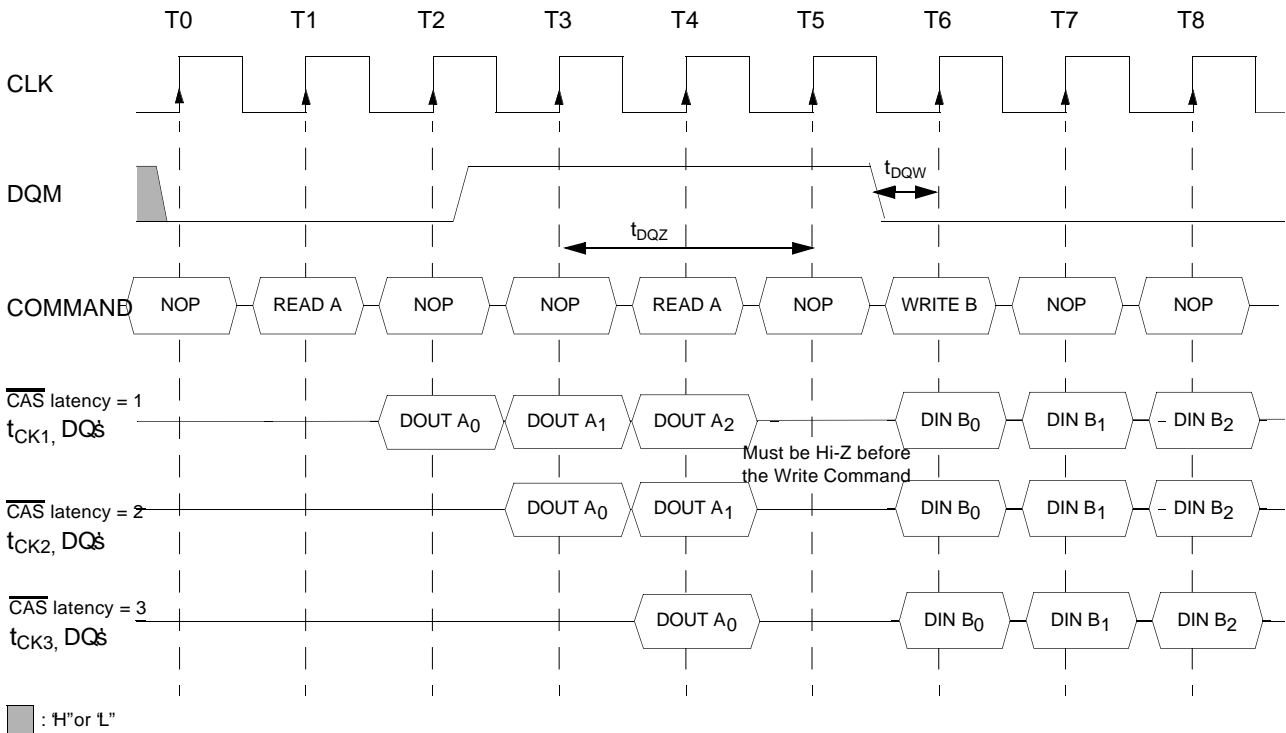 T0 T1 T2 T3 T4 T5 T6 T7 T8
CLK
DQM
tDQW
tDQZ
COMMAND NOP READ A NOP NOP READ A NOP WRITE B NOP NOP
CAS latency = 1
tCK1, DQ's DOUT A0 DOUT A1 DOUT A2 DIN B0 DIN B1 DIN B2
Must be Hi-Z before
the Write Command
CAS latency = 2
tCK2, DQ's DOUT A0 DOUT A1 DIN B0 DIN B1 DIN B2
CAS latency = 3
tCK3, DQ's DOUT A0 DIN B0 DIN B1 DIN B2
: "H" or "L"